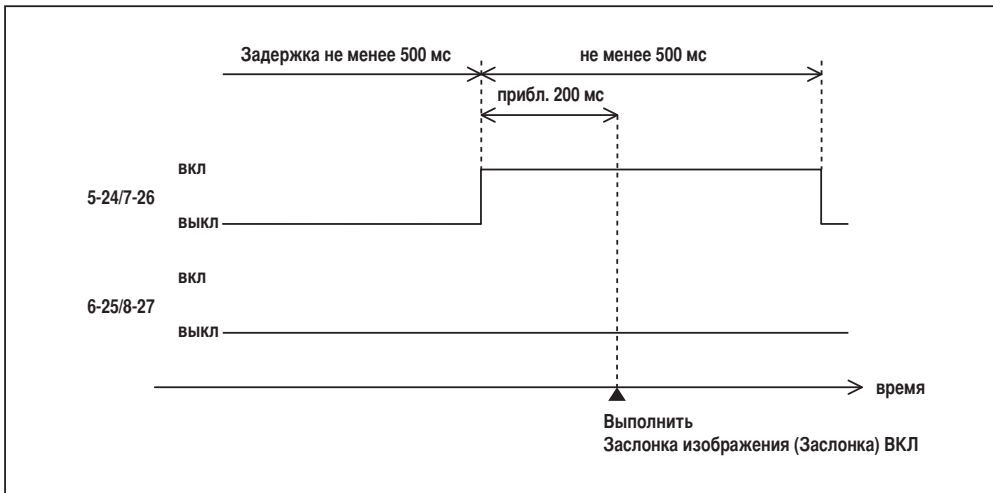 Задержка не менее 500 мс
не менее 500 мс
прибл. 200 мс
вкл
5-24/7-26
выкл
вкл
6-25/8-27
выкл
время
Выполнить
Заслонка изображения (Заслонка) ВКЛ